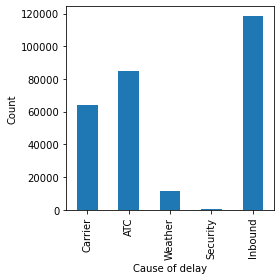 120000
100000
80000
60000
40000
20000
0
Count
Carrier
ATC
Weather
Security
Inbound
Cause of delay